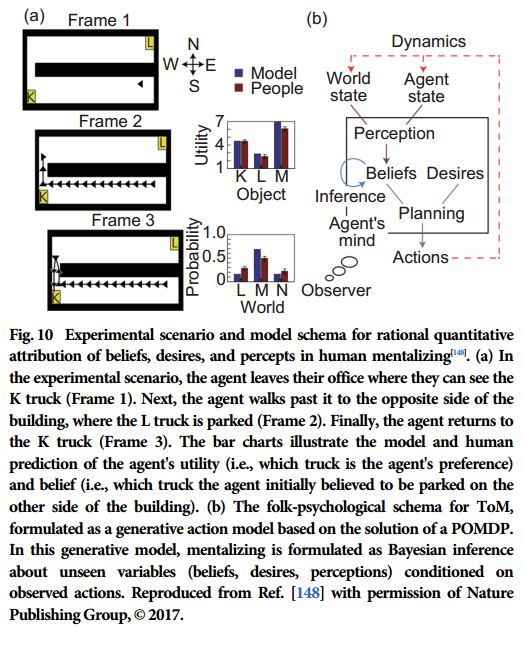 (a)
Frame 1
L
K
N
W E
S
Model
People
Frame 2
L
K
Utility
7
4
1
K L M
Object
Frame 3
L
K
Probability
1.0
0.5
0
L M N
World
(b)
Dynamics
World state
Agent state
Perception
Beliefs
Desires
Inference
Planning
Agent's mind
Actions
Observer
Fig. 10 Experimental scenario and model schema for rational quantitative
attribution of beliefs, desires, and percepts in human mentalizing[148]. (a) In
the experimental scenario, the agent leaves their office where they can see the
K truck (Frame 1). Next, the agent walks past it to the opposite side of the
building, where the L truck is parked (Frame 2). Finally, the agent returns to
the K truck (Frame 3). The bar charts illustrate the model and human
prediction of the agent's utility (i.e., which truck is the agent's preference)
and belief (i.e., which truck the agent initially believed to be parked on the
other side of the building). (b) The folk-psychological schema for ToM,
formulated as a generative action model based on the solution of a POMDP.
In this generative model, mentalizing is formulated as Bayesian inference
about unseen variables (beliefs, desires, perceptions) conditioned on
observed actions. Reproduced from Ref. [148] with permission of Nature
Publishing Group, © 2017.